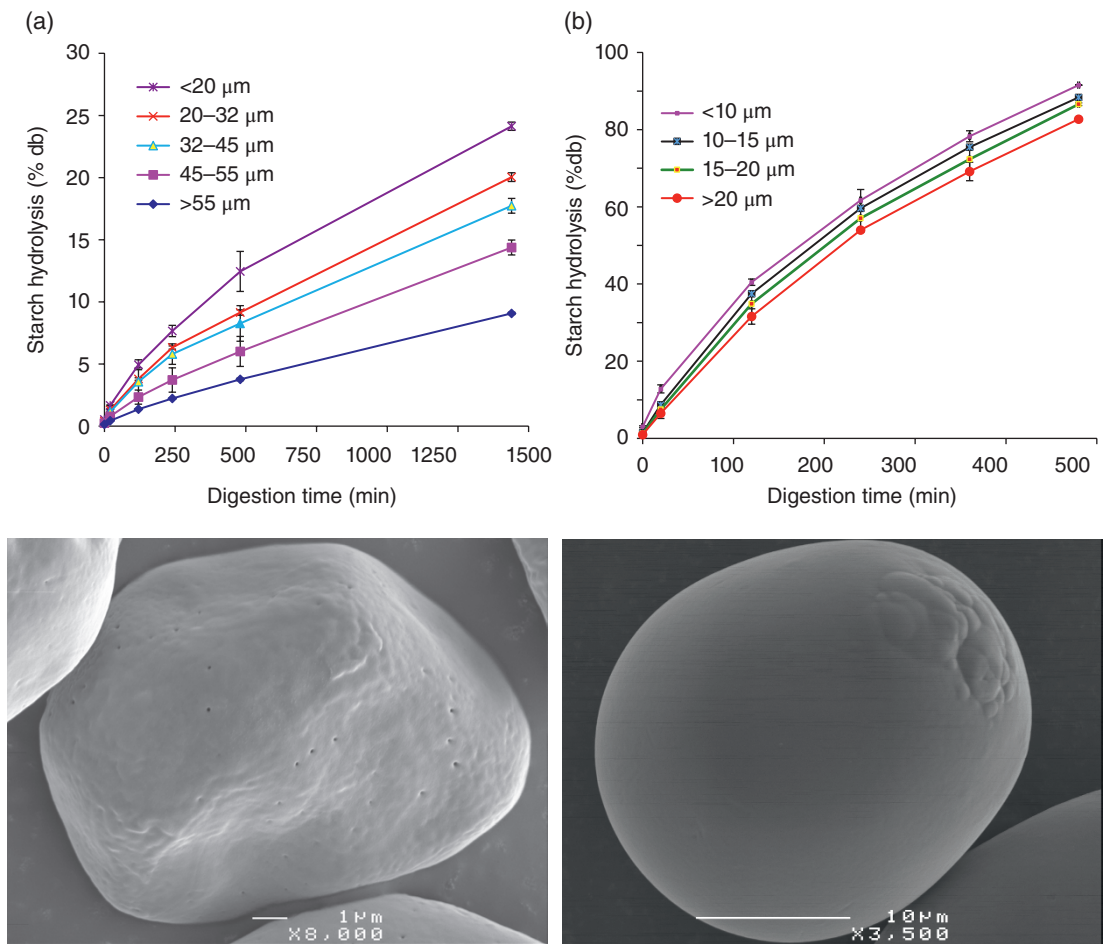 (a)
30
25
20
15
10
5
0
Starch hydrolysis (% db)
<20 μm
20–32 μm
32–45 μm
45–55 μm
>55 μm
0 250 500 750 1000 1250 1500
Digestion time (min)
(b)
100
80
60
40
20
0
Starch hydrolysis (%db)
<10 μm
10–15 μm
15–20 μm
>20 μm
0 100 200 300 400 500
Digestion time (min)
1μm
X8,000
10μm
X3,500